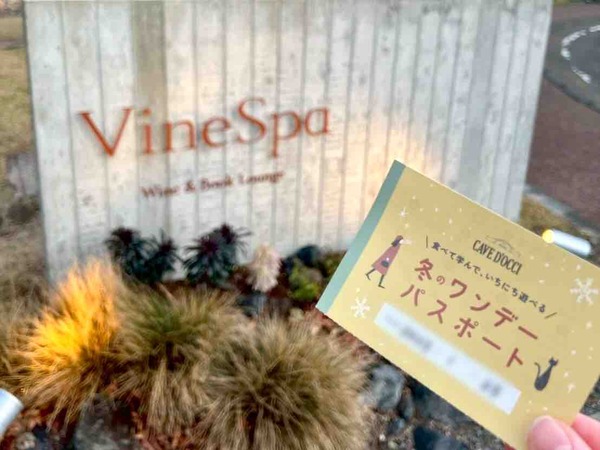 VineSpa
Wine & Book Lounge
CAVE D'OCCI
\ 食べて学んで、いちにち遊べる /
冬のワンデー
パスポート